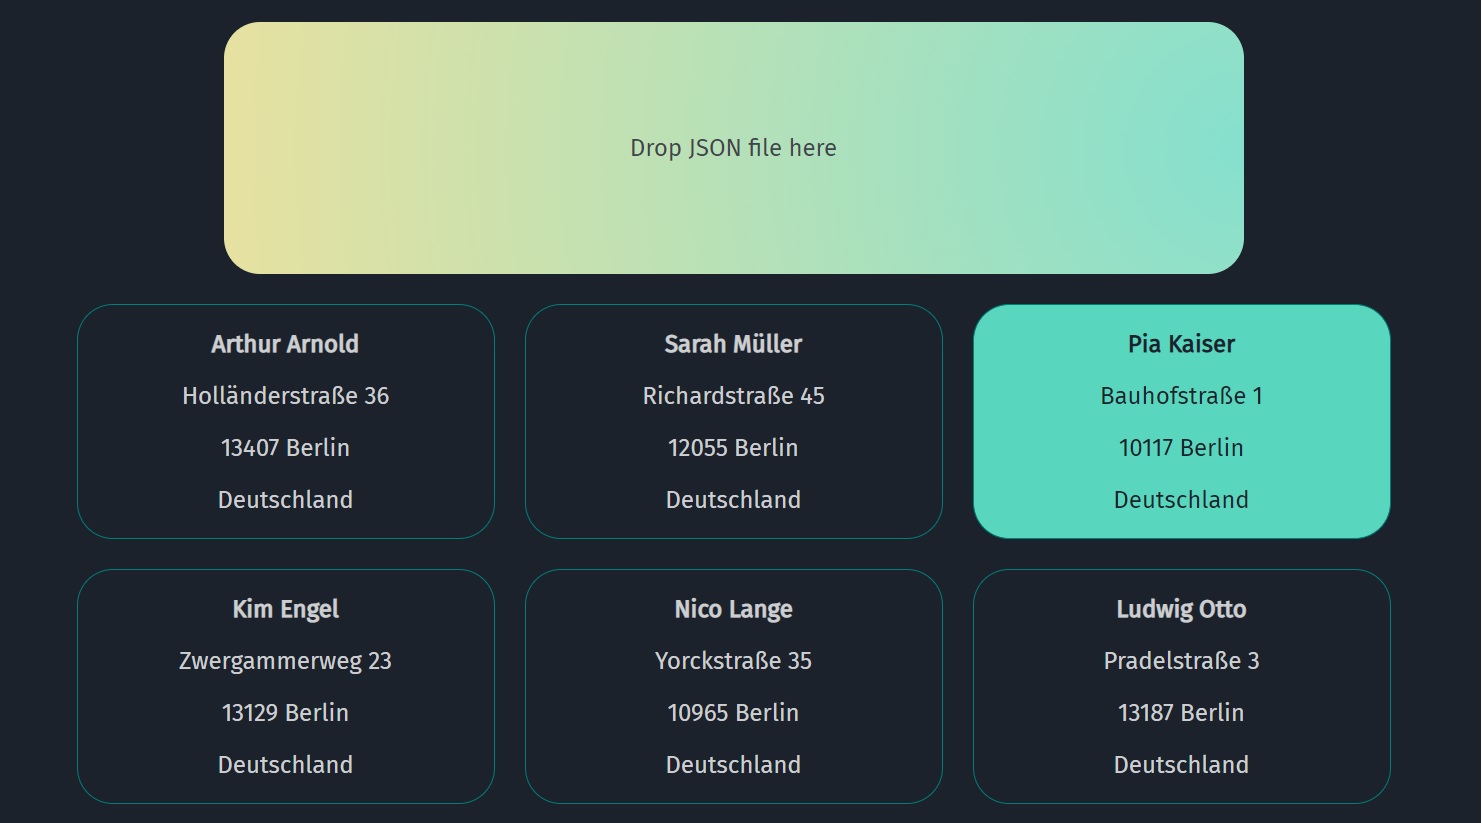 Drop JSON file here
Arthur Arnold
Holländerstraße 36
13407 Berlin
Deutschland
Sarah Müller
Richardstraße 45
12055 Berlin
Deutschland
Pia Kaiser
Bauhofstraße 1
10117 Berlin
Deutschland
Kim Engel
Zwergammerweg 23
13129 Berlin
Deutschland
Nico Lange
Yorckstraße 35
10965 Berlin
Deutschland
Ludwig Otto
Pradelstraße 3
13187 Berlin
Deutschland